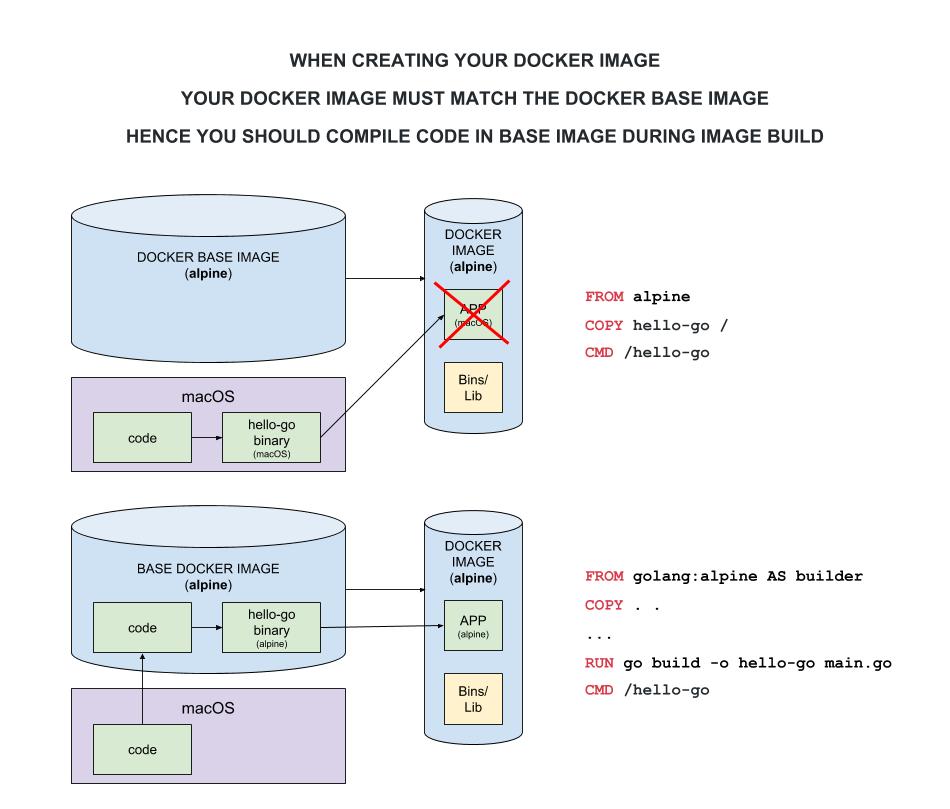 WHEN CREATING YOUR DOCKER IMAGE
YOUR DOCKER IMAGE MUST MATCH THE DOCKER BASE IMAGE
HENCE YOU SHOULD COMPILE CODE IN BASE IMAGE DURING IMAGE BUILD
DOCKER BASE IMAGE
(alpine)
macOS
code
hello-go
binary
(macOS)
DOCKER
IMAGE
(alpine)
APP
(macOS)
Bins/
Lib
FROM alpine
COPY hello-go /
CMD /hello-go
BASE DOCKER IMAGE
(alpine)
code
hello-go
binary
(alpine)
macOS
code
DOCKER
IMAGE
(alpine)
APP
(alpine)
Bins/
Lib
FROM golang:alpine AS builder
COPY . .
...
RUN go build -o hello-go main.go
CMD /hello-go